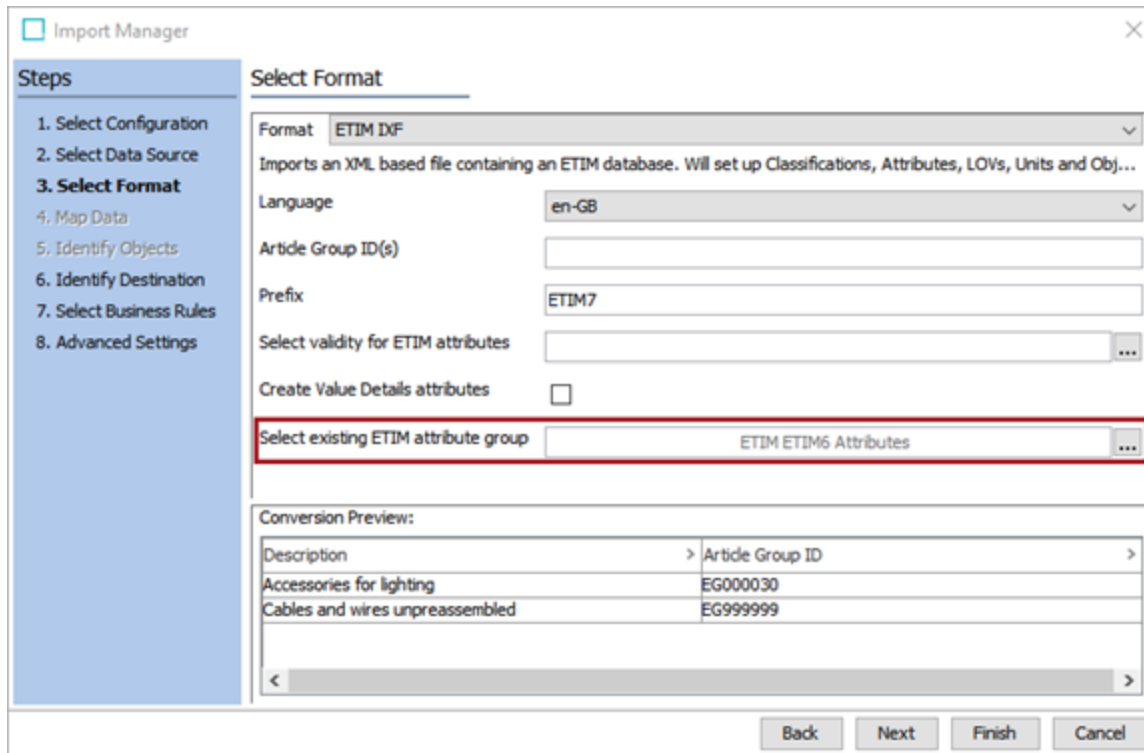 Import Manager
Steps
1. Select Configuration
2. Select Data Source
3. Select Format
4. Map Data
5. Identify Objects
6. Identify Destination
7. Select Business Rules
8. Advanced Settings
Select Format
Format ETIM IXF
Imports an XML based file containing an ETIM database. Will set up Classifications, Attributes, LOVs, Units and Obj...
Language en-GB
Article Group ID(s)
Prefix ETIM7
Select validity for ETIM attributes ...
Create Value Details attributes
Select existing ETIM attribute group ETIM ETIM6 Attributes ...
Conversion Preview:
Description > Article Group ID >
Accessories for lighting EG000030
Cables and wires unpreassembled EG999999
Back Next Finish Cancel